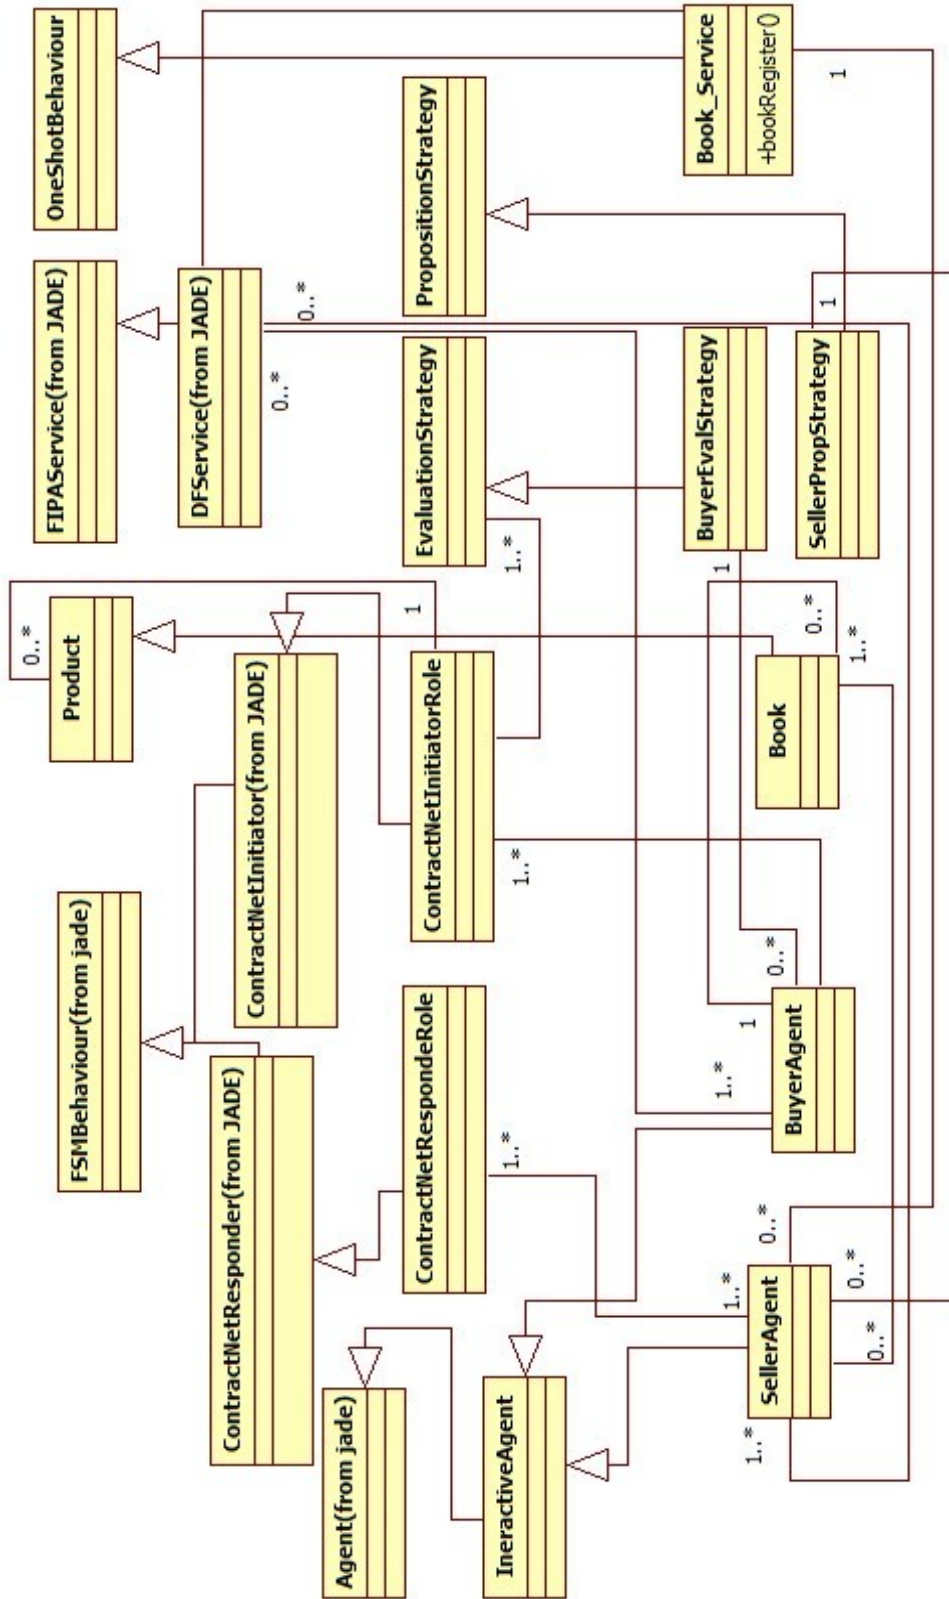 0..*
FSMBehaviour(from jade)
Product
FIPAService(from JADE)
OneShotBehaviour
ContractNetResponder(from JADE)
ContractNetInitiator(from JADE)
DFService(from JADE)
0..*
0..*
Agent(from jade)
ContractNetRespondeRole
ContractNetInitiatorRole
1
EvaluationStrategy
PropositionStrategy
IneractiveAgent
1..*
1..*
1..*
BuyerEvalStrategy
Book_Service
+bookRegister()
1
1..*
1..*
1
1..*
SellerAgent
0..*
BuyerAgent
0..*
Book
0..*
SellerPropStrategy
1
1
0..*
1..*
0..*